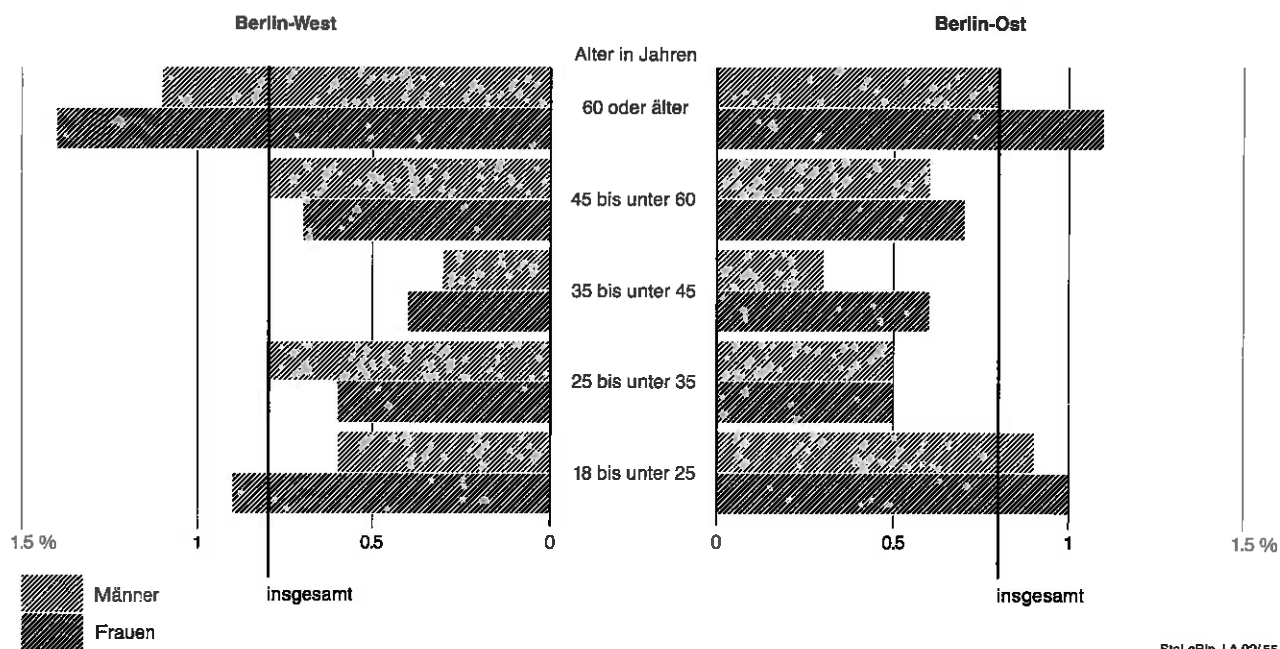 Berlin-West
Berlin-Ost
Alter in Jahren
60 oder älter
45 bis unter 60
35 bis unter 45
25 bis unter 35
18 bis unter 25
1.5 % 1 0.5 0
0 0.5 1 1.5 %
insgesamt
insgesamt
Männer
Frauen